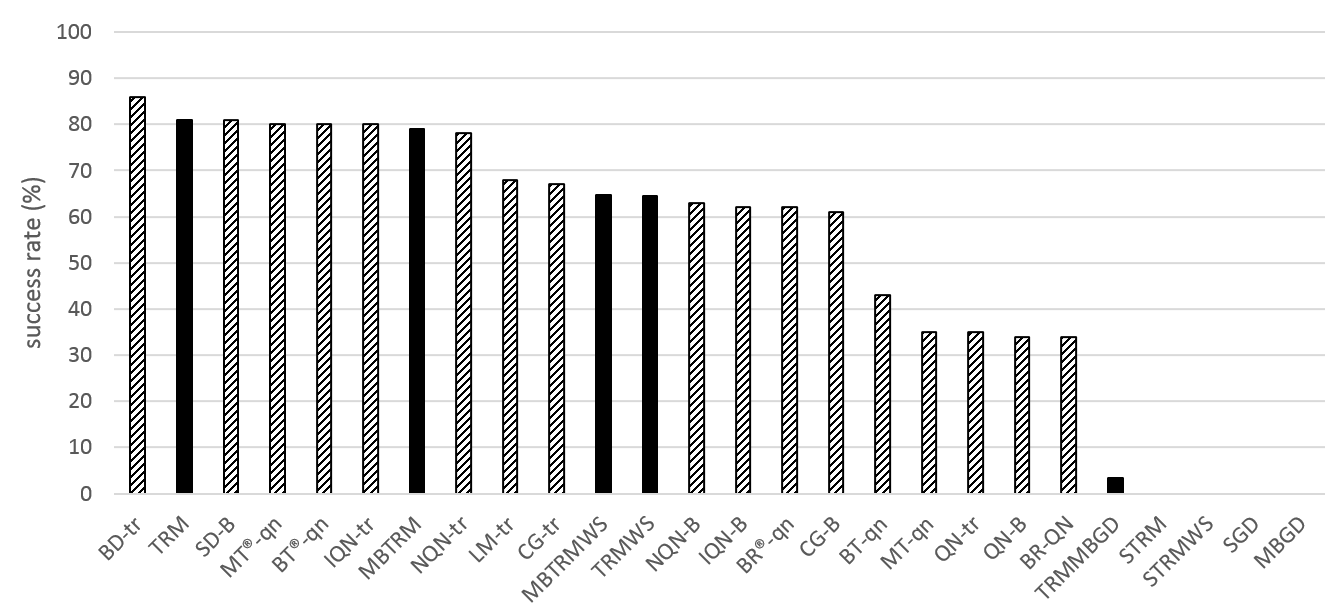 100
90
80
70
60
50
40
30
20
10
0
success rate (%)
BD-tr
TRM
SD-B
MT®-qn
BT®-qn
IQN-tr
MBTRM
NQN-tr
LM-tr
CG-tr
MBTRMWS
TRMWS
NQN-B
IQN-B
BR®-qn
CG-B
BT-qn
MT-qn
QN-tr
QN-B
BR-QN
TRMMBGD
STRM
STRMWS
SGD
MBGD